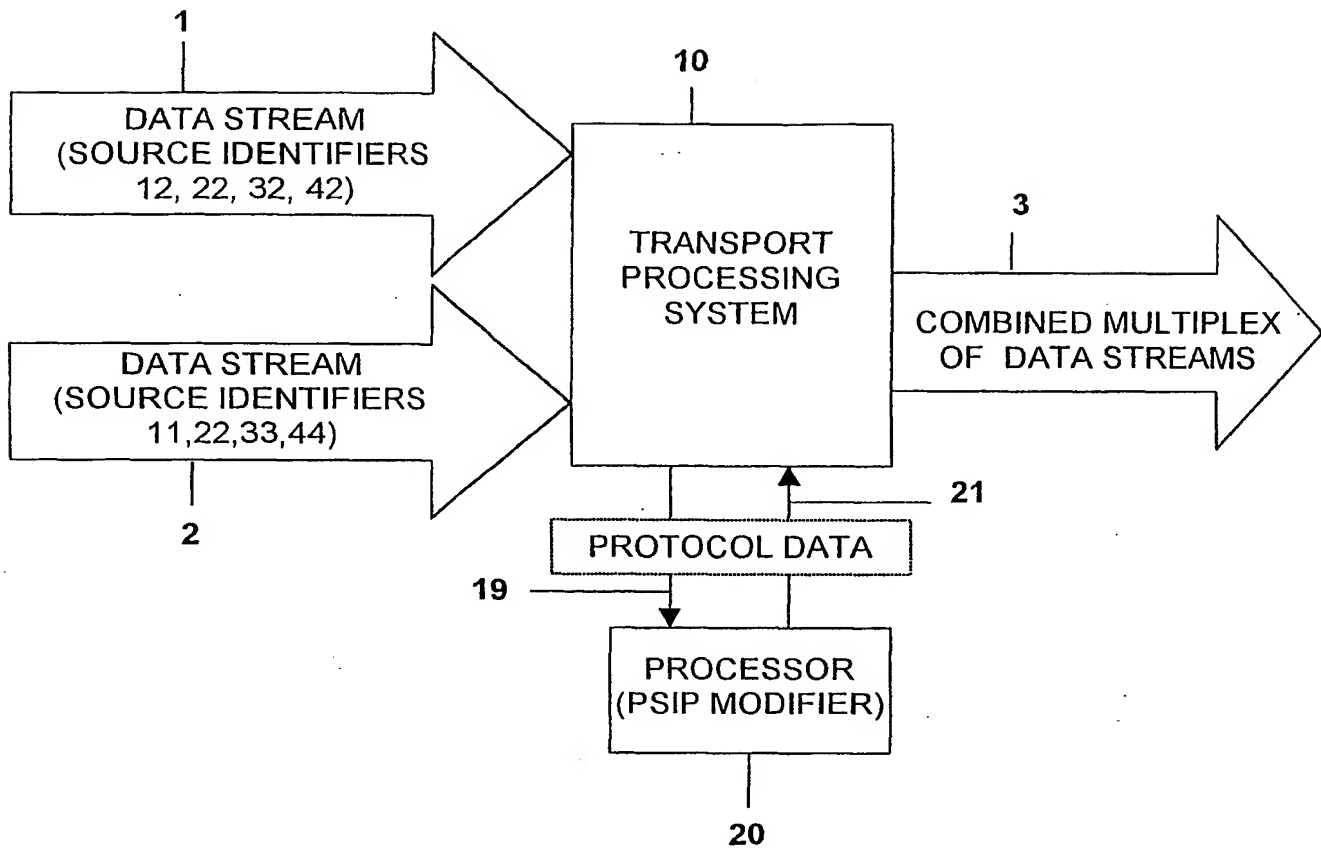 1
DATA STREAM
(SOURCE IDENTIFIERS
12, 22, 32, 42)
10
TRANSPORT
PROCESSING
SYSTEM
3
COMBINED MULTIPLEX
OF DATA STREAMS
DATA STREAM
(SOURCE IDENTIFIERS
11,22,33,44)
2
21
PROTOCOL DATA
19
PROCESSOR
(PSIP MODIFIER)
20